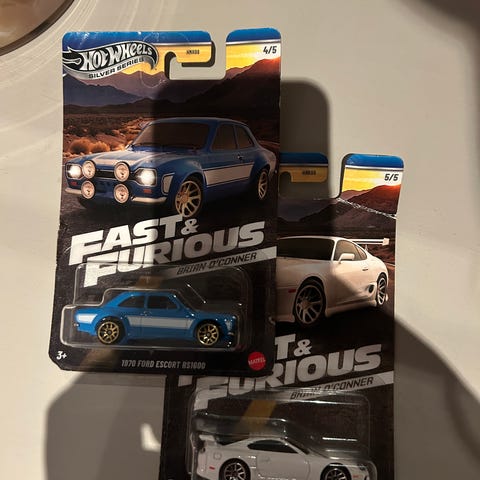 HOT WHEELS
SILVER SERIES
HNR88
4/5
FAST &
FURIOUS
BRIAN O'CONNER
3+
1970 FORD ESCORT RS1600
MATTEL
5/5
T &
FURIOUS
BRIAN O'CONNER